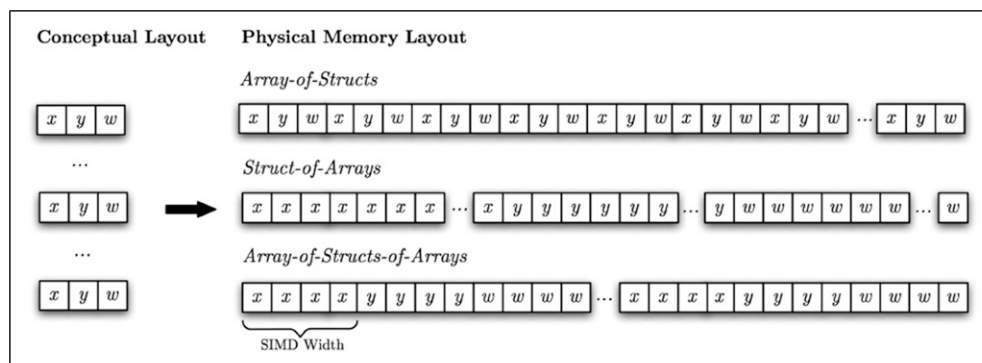 Conceptual Layout
Physical Memory Layout
Array-of-Structs
x y w
x y w x y w x y w x y w x y w x y w x y w ... x y w
...
Struct-of-Arrays
x y w
x x x x x x x ... x y y y y y y ... y w w w w w w ... w
...
Array-of-Structs-of-Arrays
x y w
x x x x y y y y w w w w ... x x x x y y y y w w w w
SIMD Width